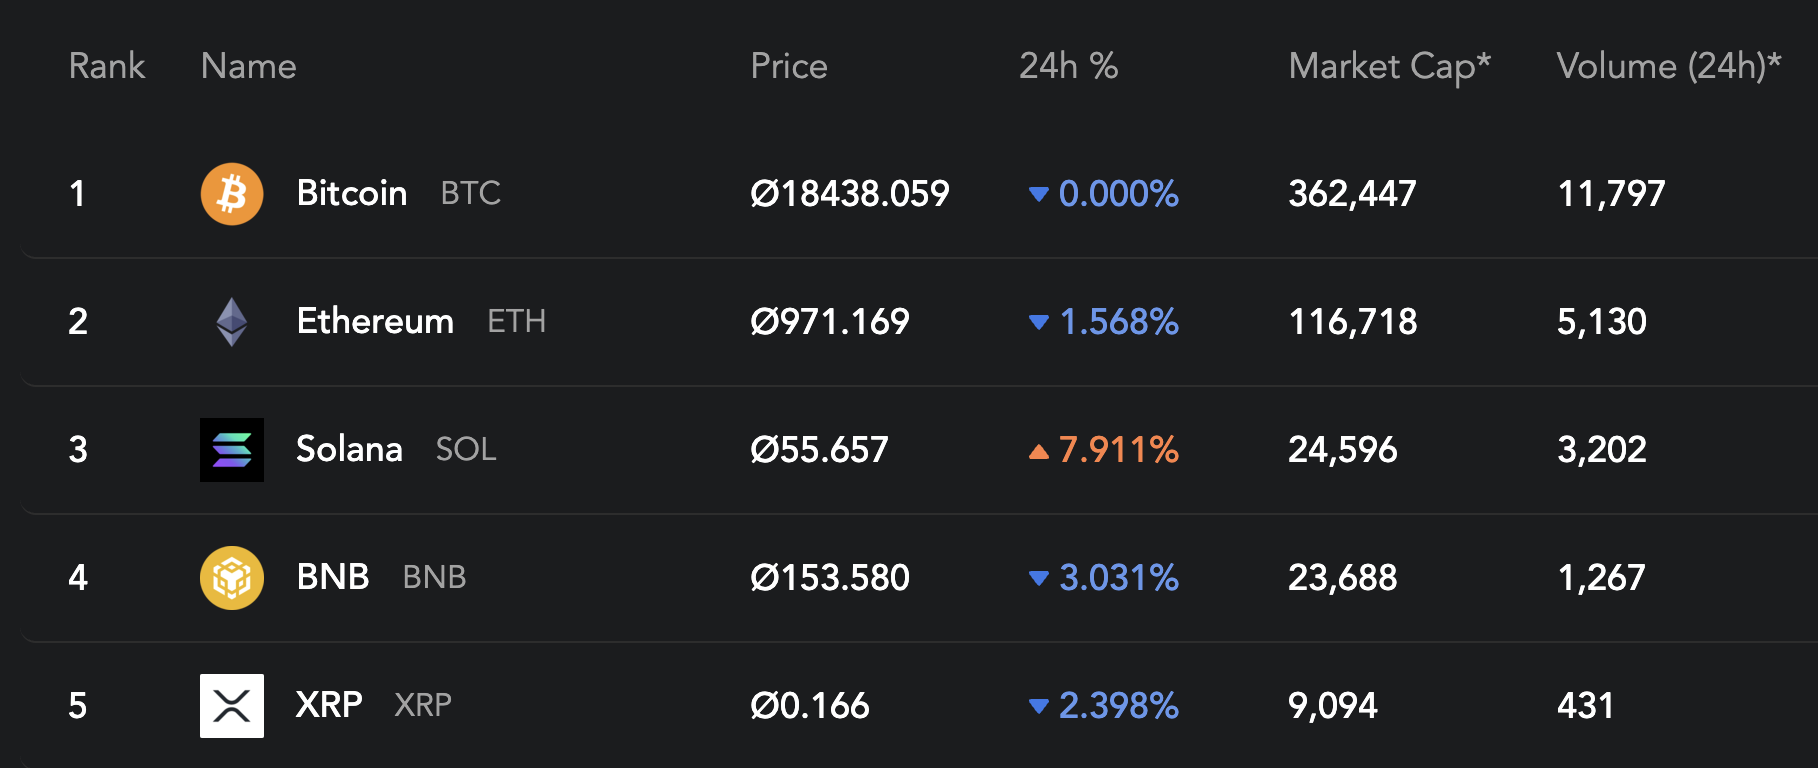 Rank Name Price 24h % Market Cap* Volume (24h)*
1 Bitcoin BTC Ø18438.059 ▼ 0.000% 362,447 11,797
2 Ethereum ETH Ø971.169 ▼ 1.568% 116,718 5,130
3 Solana SOL Ø55.657 ▲ 7.911% 24,596 3,202
4 BNB BNB Ø153.580 ▼ 3.031% 23,688 1,267
5 XRP XRP Ø0.166 ▼ 2.398% 9,094 431